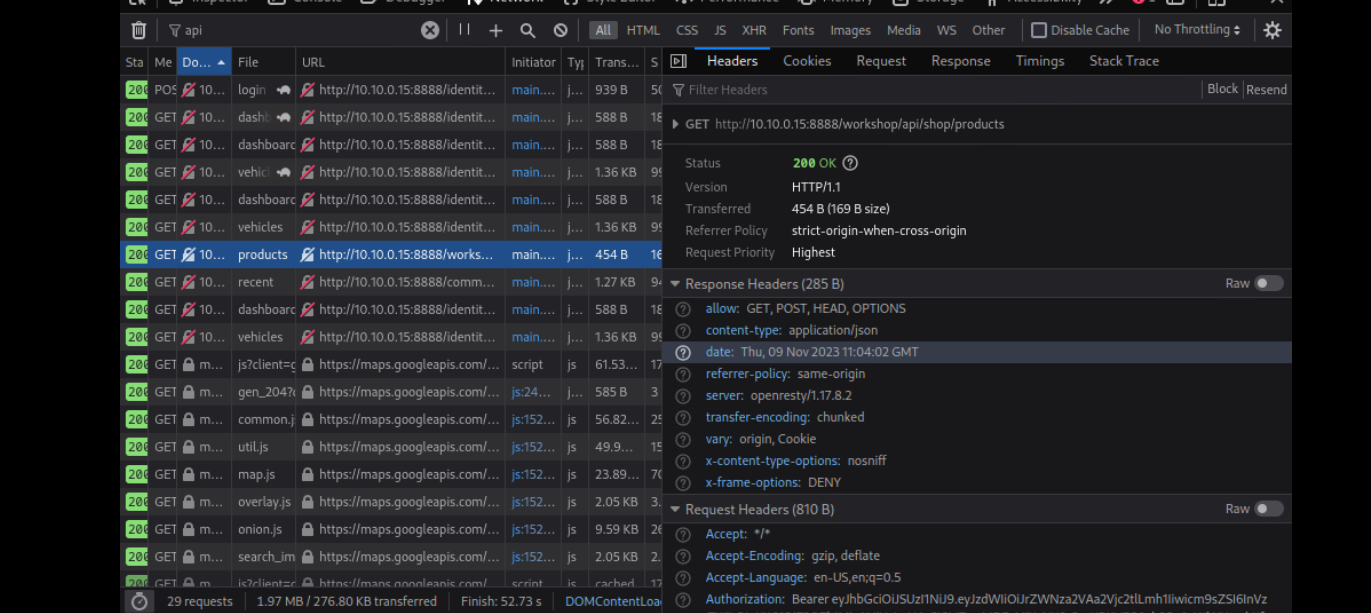 Inspector Console Debugger Network Style Editor Performance Memory Storage Accessibility
api All HTML CSS JS XHR Fonts Images Media WS Other Disable Cache No Throttling
Sta Me Do... File URL Initiator Typ Trans... S
200 POS 10... login http://10.10.0.15:8888/identit... main.... j... 939 B 50
200 GET 10... dashb http://10.10.0.15:8888/identit... main.... j... 588 B 18
200 GET 10... dashboard http://10.10.0.15:8888/identit... main.... j... 588 B 18
200 GET 10... vehicl http://10.10.0.15:8888/identit... main.... j... 1.36 KB 99
200 GET 10... dashboard http://10.10.0.15:8888/identit... main.... j... 588 B 18
200 GET 10... vehicles http://10.10.0.15:8888/identit... main.... j... 1.36 KB 99
200 GET 10... products http://10.10.0.15:8888/works... main.... j... 454 B 16
200 GET 10... recent http://10.10.0.15:8888/comm... main.... j... 1.27 KB 94
200 GET 10... dashboard http://10.10.0.15:8888/identit... main.... j... 588 B 18
200 GET 10... vehicles http://10.10.0.15:8888/identit... main.... j... 1.36 KB 99
200 GET m... js?client=g https://maps.googleapis.com/... script js 61.53... 17
200 GET m... gen_204?c https://maps.googleapis.com/... js:24... j... 585 B 3
200 GET m... common.j https://maps.googleapis.com/... js:152... js 56.82... 25
200 GET m... util.js https://maps.googleapis.com/... js:152... js 49.9... 15
200 GET m... map.js https://maps.googleapis.com/... js:152... js 23.89... 70
200 GET m... overlay.js https://maps.googleapis.com/... js:152... js 2.05 KB 3.
200 GET m... onion.js https://maps.googleapis.com/... js:152... js 9.59 KB 26
200 GET m... search_im https://maps.googleapis.com/... js:152... js 2.05 KB 2.
200 GET m... js?client=g https://maps.googleapis.com/... script js cached 17
29 requests 1.97 MB / 276.80 KB transferred Finish: 52.73 s DOMContentLoa
Headers Cookies Request Response Timings Stack Trace
Filter Headers Block Resend
GET http://10.10.0.15:8888/workshop/api/shop/products
Status 200 OK
Version HTTP/1.1
Transferred 454 B (169 B size)
Referrer Policy strict-origin-when-cross-origin
Request Priority Highest
Response Headers (285 B) Raw
allow: GET, POST, HEAD, OPTIONS
content-type: application/json
date: Thu, 09 Nov 2023 11:04:02 GMT
referrer-policy: same-origin
server: openresty/1.17.8.2
transfer-encoding: chunked
vary: origin, Cookie
x-content-type-options: nosniff
x-frame-options: DENY
Request Headers (810 B) Raw
Accept: */*
Accept-Encoding: gzip, deflate
Accept-Language: en-US,en;q=0.5
Authorization: Bearer eyJhbGciOiJSUzI1NiJ9.eyJzdWIiOiJrZWNza2VAa2Vjc2tlLmh1Iiwicm9sZSI6InVz